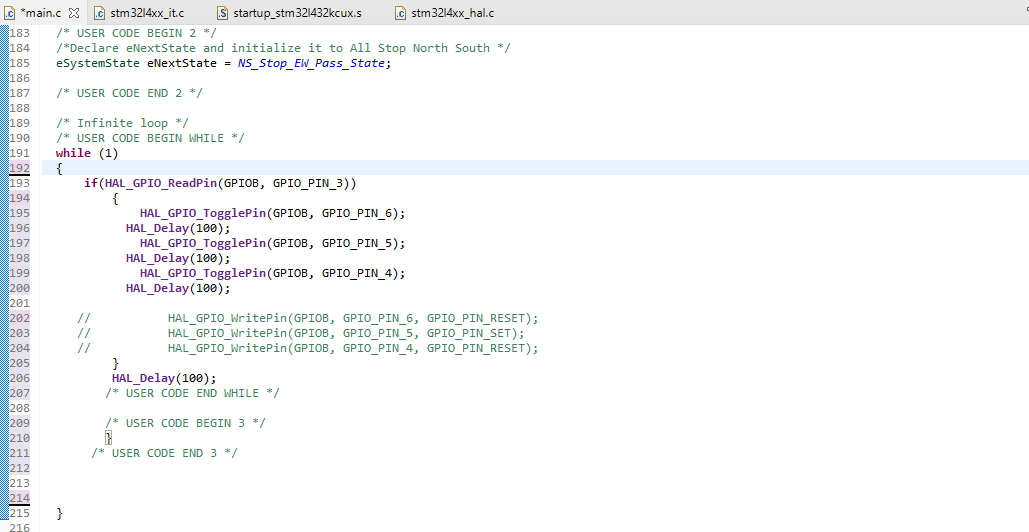 *main.c
stm32l4xx_it.c
startup_stm32l432kcux.s
stm32l4xx_hal.c
183 /* USER CODE BEGIN 2 */
184 /*Declare eNextState and initialize it to All Stop North South */
185 eSystemState eNextState = NS_Stop_EW_Pass_State;
186
187 /* USER CODE END 2 */
188
189 /* Infinite loop */
190 /* USER CODE BEGIN WHILE */
191 while (1)
192 {
193 if(HAL_GPIO_ReadPin(GPIOB, GPIO_PIN_3))
194 {
195 HAL_GPIO_TogglePin(GPIOB, GPIO_PIN_6);
196 HAL_Delay(100);
197 HAL_GPIO_TogglePin(GPIOB, GPIO_PIN_5);
198 HAL_Delay(100);
199 HAL_GPIO_TogglePin(GPIOB, GPIO_PIN_4);
200 HAL_Delay(100);
201
202 // HAL_GPIO_WritePin(GPIOB, GPIO_PIN_6, GPIO_PIN_RESET);
203 // HAL_GPIO_WritePin(GPIOB, GPIO_PIN_5, GPIO_PIN_SET);
204 // HAL_GPIO_WritePin(GPIOB, GPIO_PIN_4, GPIO_PIN_RESET);
205 }
206 HAL_Delay(100);
207 /* USER CODE END WHILE */
208
209 /* USER CODE BEGIN 3 */
210 }
211 /* USER CODE END 3 */
212
213
214
215 }
216